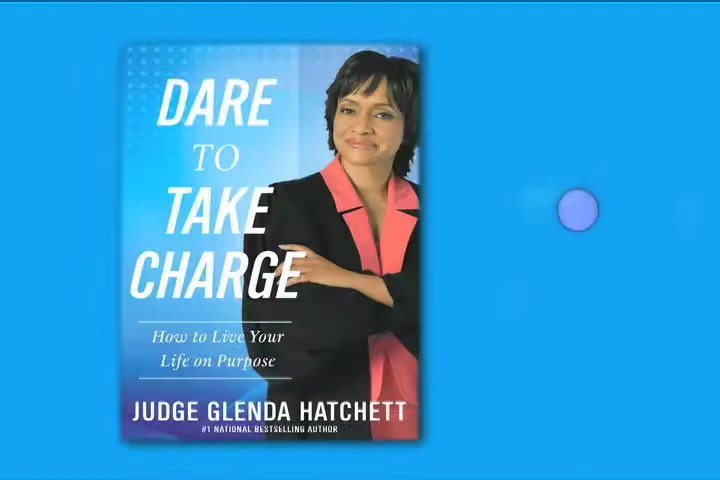 DARE
TO
TAKE
CHARGE
How to Live Your
Life on Purpose
JUDGE GLENDA HATCHETT
#1 NATIONAL BESTSELLING AUTHOR